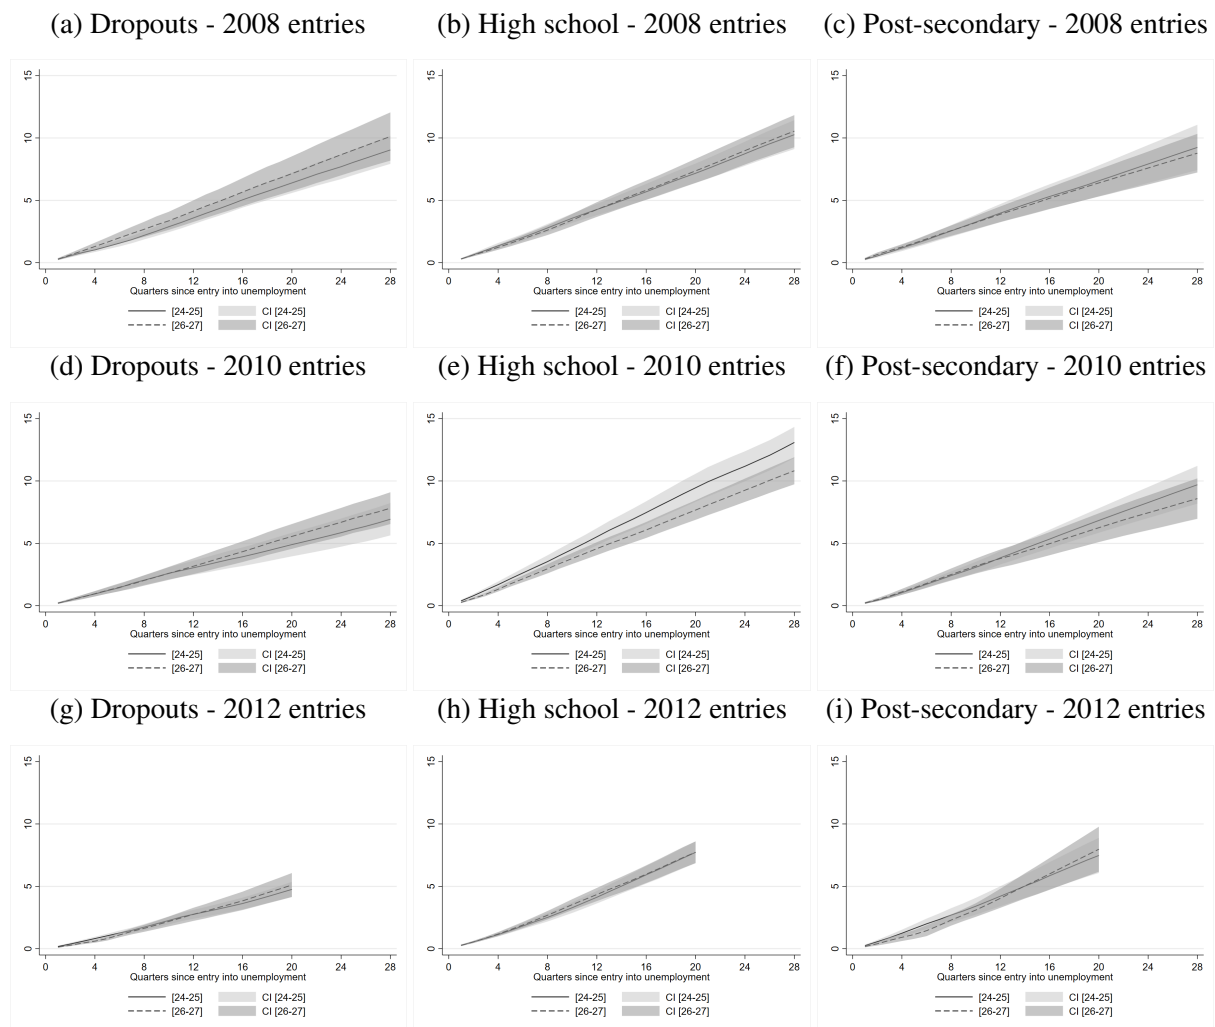 (a) Dropouts - 2008 entries
15
10
5
0
0 4 8 12 16 20 24 28
Quarters since entry into unemployment
[24-25] CI [24-25]
[26-27] CI [26-27]
(b) High school - 2008 entries
15
10
5
0
0 4 8 12 16 20 24 28
Quarters since entry into unemployment
[24-25] CI [24-25]
[26-27] CI [26-27]
(c) Post-secondary - 2008 entries
15
10
5
0
0 4 8 12 16 20 24 28
Quarters since entry into unemployment
[24-25] CI [24-25]
[26-27] CI [26-27]
(d) Dropouts - 2010 entries
15
10
5
0
0 4 8 12 16 20 24 28
Quarters since entry into unemployment
[24-25] CI [24-25]
[26-27] CI [26-27]
(e) High school - 2010 entries
15
10
5
0
0 4 8 12 16 20 24 28
Quarters since entry into unemployment
[24-25] CI [24-25]
[26-27] CI [26-27]
(f) Post-secondary - 2010 entries
15
10
5
0
0 4 8 12 16 20 24 28
Quarters since entry into unemployment
[24-25] CI [24-25]
[26-27] CI [26-27]
(g) Dropouts - 2012 entries
15
10
5
0
0 4 8 12 16 20 24 28
Quarters since entry into unemployment
[24-25] CI [24-25]
[26-27] CI [26-27]
(h) High school - 2012 entries
15
10
5
0
0 4 8 12 16 20 24 28
Quarters since entry into unemployment
[24-25] CI [24-25]
[26-27] CI [26-27]
(i) Post-secondary - 2012 entries
15
10
5
0
0 4 8 12 16 20 24 28
Quarters since entry into unemployment
[24-25] CI [24-25]
[26-27] CI [26-27]